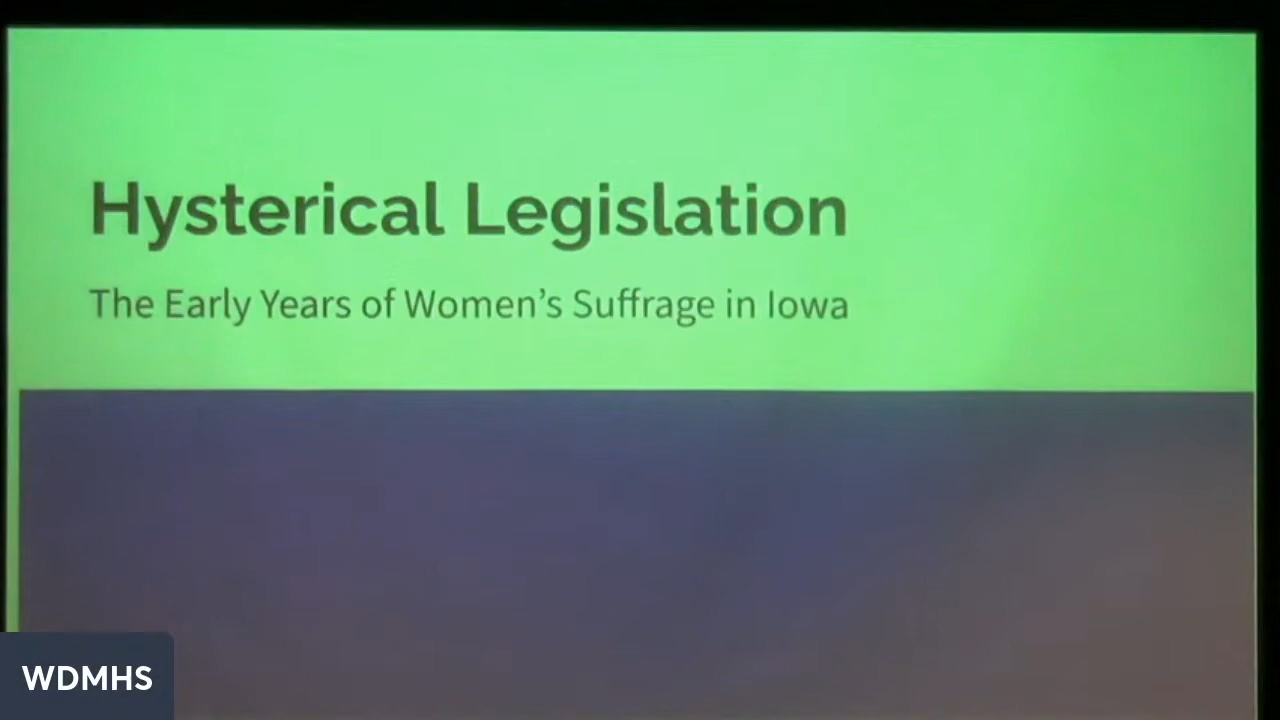 Hysterical Legislation
The Early Years of Women’s Suffrage in Iowa
WDMHS